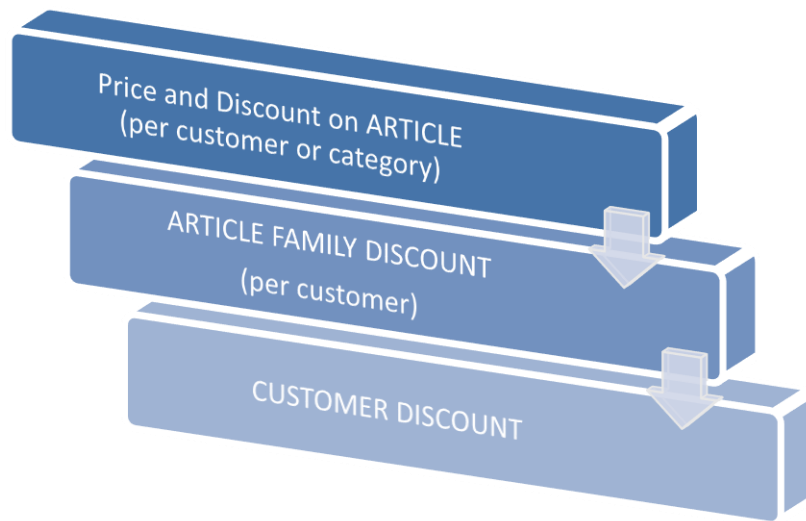 Price and Discount on ARTICLE
(per customer or category)
ARTICLE FAMILY DISCOUNT
(per customer)
CUSTOMER DISCOUNT